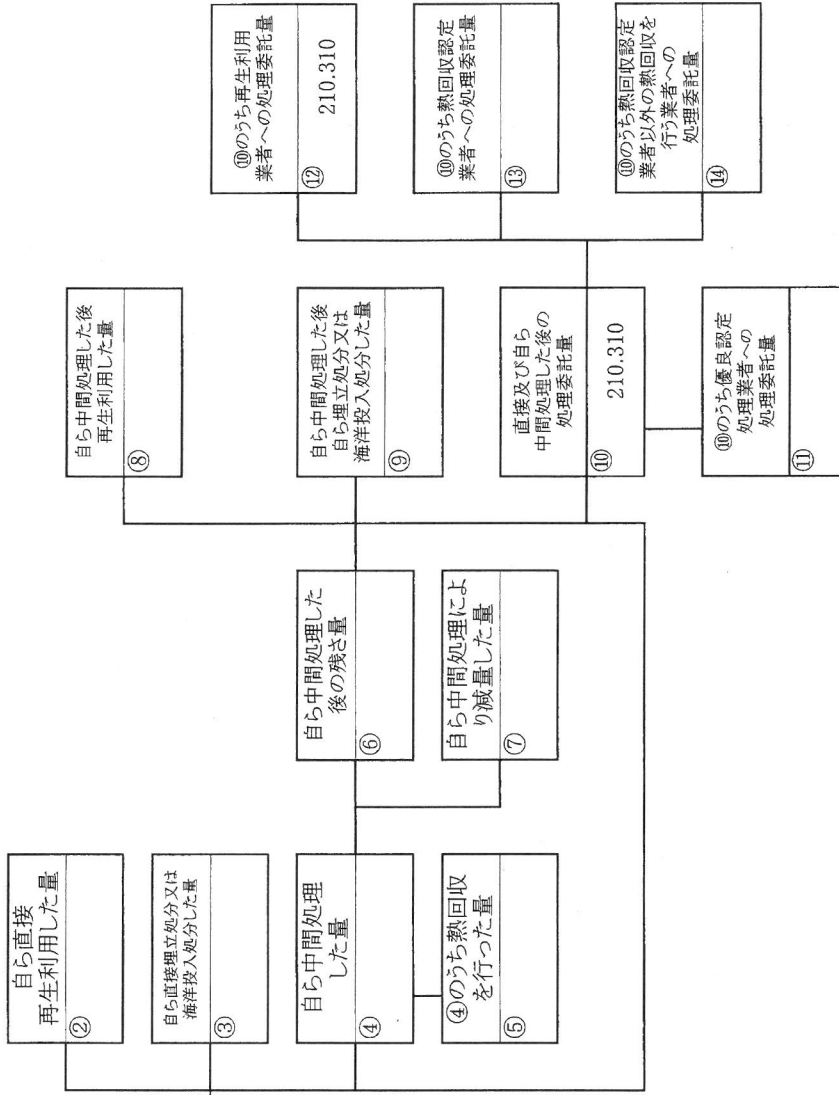 自ら直接
再生利用した量
②
自ら直接埋立処分又は
海洋投入処分した量
③
自ら中間処理
した量
④
④のうち熱回収
を行った量
⑤
自ら中間処理した
後の残さ量
⑥
自ら中間処理によ
り減量した量
⑦
自ら中間処理した後
再生利用した量
⑧
自ら中間処理した後
自ら埋立処分又は
海洋投入処分した量
⑨
直接及び自ら
中間処理した後の
処理委託量
⑩
210.310
⑩のうち優良認定
処理業者への
処理委託量
⑪
⑩のうち再生利用
業者への処理委託量
⑫
210.310
⑩のうち熱回収認定
業者への処理委託量
⑬
⑩のうち熱回収認定
業者以外の熱回収を
行う業者への
処理委託量
⑭